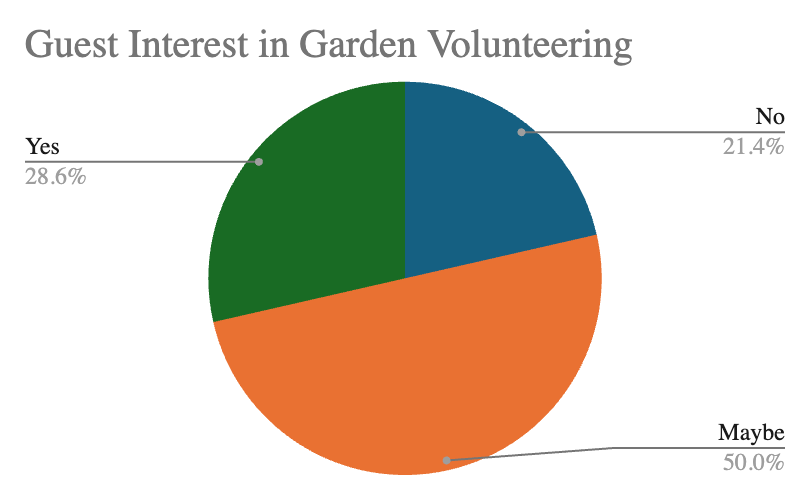 Guest Interest in Garden Volunteering
No
21.4%
Yes
28.6%
Maybe
50.0%